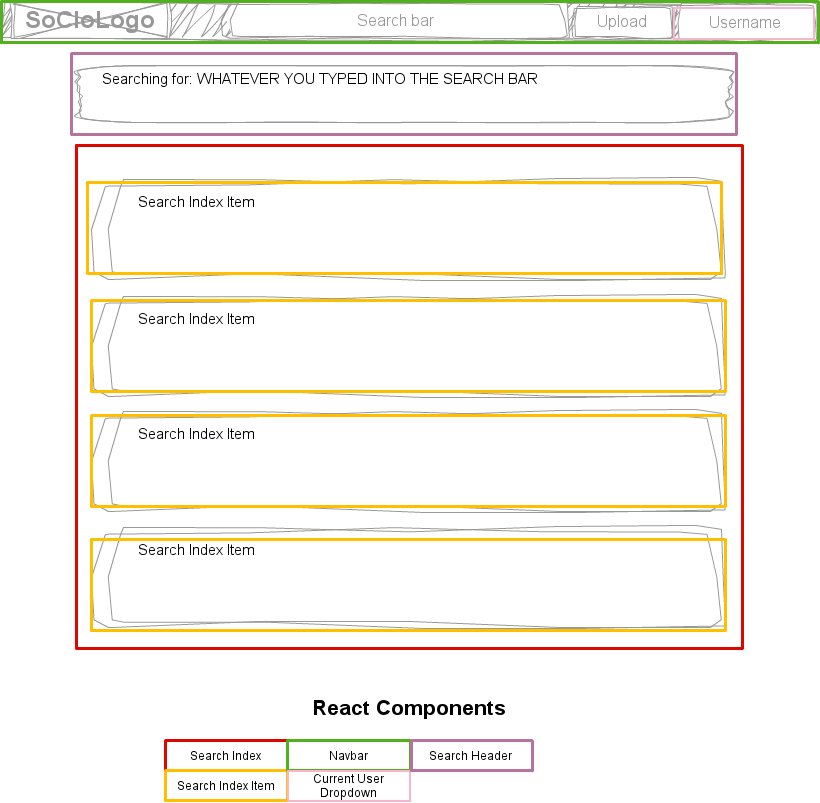 SoCloLogo Search bar Upload Username
Searching for: WHATEVER YOU TYPED INTO THE SEARCH BAR
Search Index Item
Search Index Item
Search Index Item
Search Index Item
React Components
Search Index Navbar Search Header
Search Index Item Current User
Dropdown